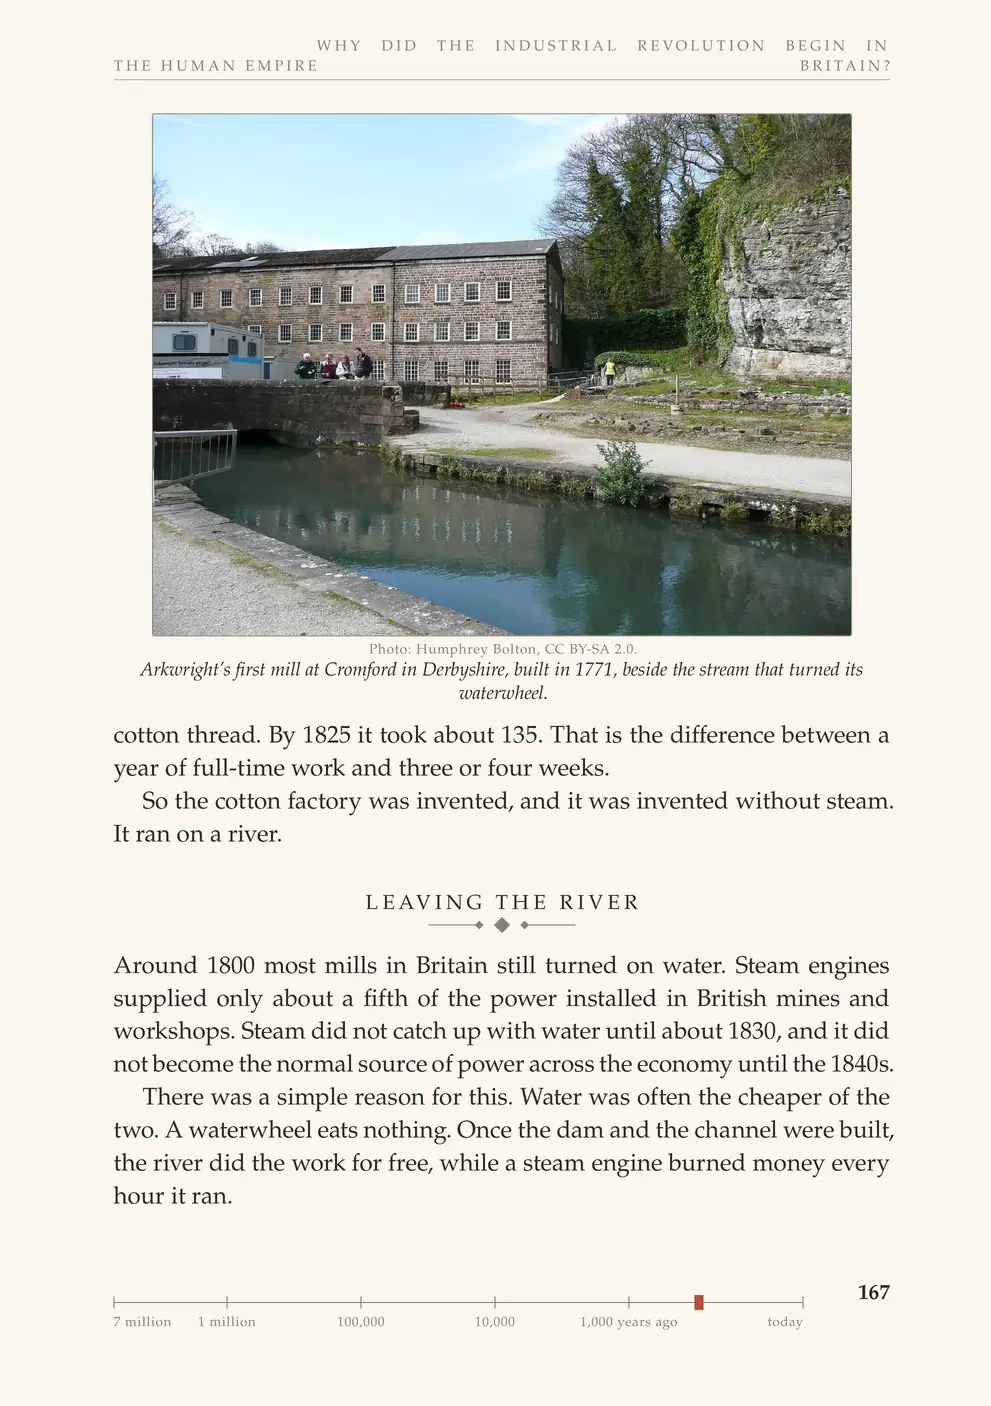 WHY DID THE INDUSTRIAL REVOLUTION BEGIN IN
THE HUMAN EMPIRE BRITAIN?
Photo: Humphrey Bolton, CC BY-SA 2.0.
Arkwright’s first mill at Cromford in Derbyshire, built in 1771, beside the stream that turned its
waterwheel.
cotton thread. By 1825 it took about 135. That is the difference between a
year of full-time work and three or four weeks.
So the cotton factory was invented, and it was invented without steam.
It ran on a river.
LEAVING THE RIVER
Around 1800 most mills in Britain still turned on water. Steam engines
supplied only about a fifth of the power installed in British mines and
workshops. Steam did not catch up with water until about 1830, and it did
not become the normal source of power across the economy until the 1840s.
There was a simple reason for this. Water was often the cheaper of the
two. A waterwheel eats nothing. Once the dam and the channel were built,
the river did the work for free, while a steam engine burned money every
hour it ran.
167
7 million 1 million 100,000 10,000 1,000 years ago today